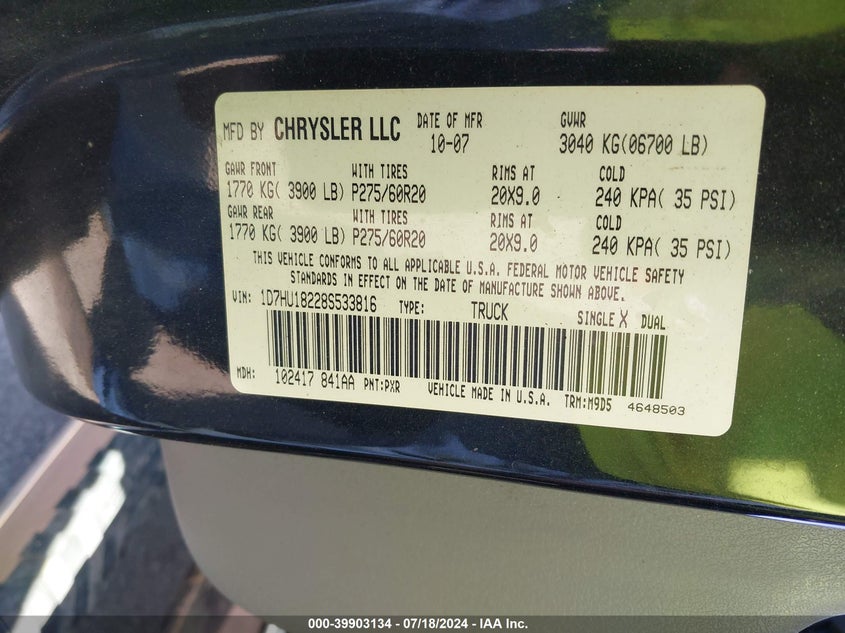 MFD BY CHRYSLER LLC DATE OF MFR GVWR
10-07 3040 KG(06700 LB)
GAWR FRONT WITH TIRES RIMS AT COLD
1770 KG( 3900 LB) P275/60R20 20X9.0 240 KPA( 35 PSI)
GAWR REAR WITH TIRES RIMS AT COLD
1770 KG( 3900 LB) P275/60R20 20X9.0 240 KPA( 35 PSI)
THIS VEHICLE CONFORMS TO ALL APPLICABLE U.S.A. FEDERAL MOTOR VEHICLE SAFETY
STANDARDS IN EFFECT ON THE DATE OF MANUFACTURE SHOWN ABOVE.
VIN: 1D7HU18228S533816 TYPE: TRUCK SINGLE X DUAL
MDH: 102417 841AA PNT:PXR VEHICLE MADE IN U.S.A. TRM:M9D5 4648503
000-39903134 - 07/18/2024 - IAA Inc.